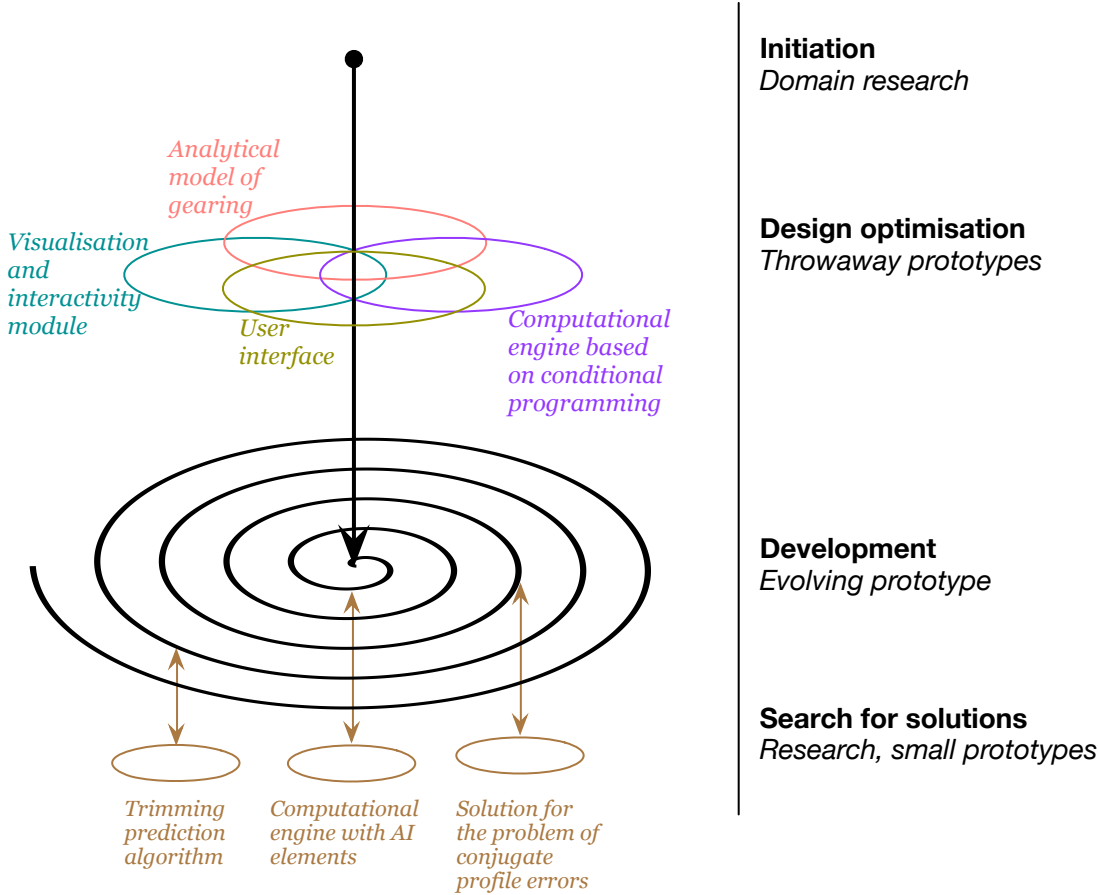 Initiation
Domain research
Analytical
model of
gearing
Visualisation
and
interactivity
module
User
interface
Computational
engine based
on conditional
programming
Design optimisation
Throwaway prototypes
Development
Evolving prototype
Search for solutions
Research, small prototypes
Trimming
prediction
algorithm
Computational
engine with AI
elements
Solution for
the problem of
conjugate
profile errors